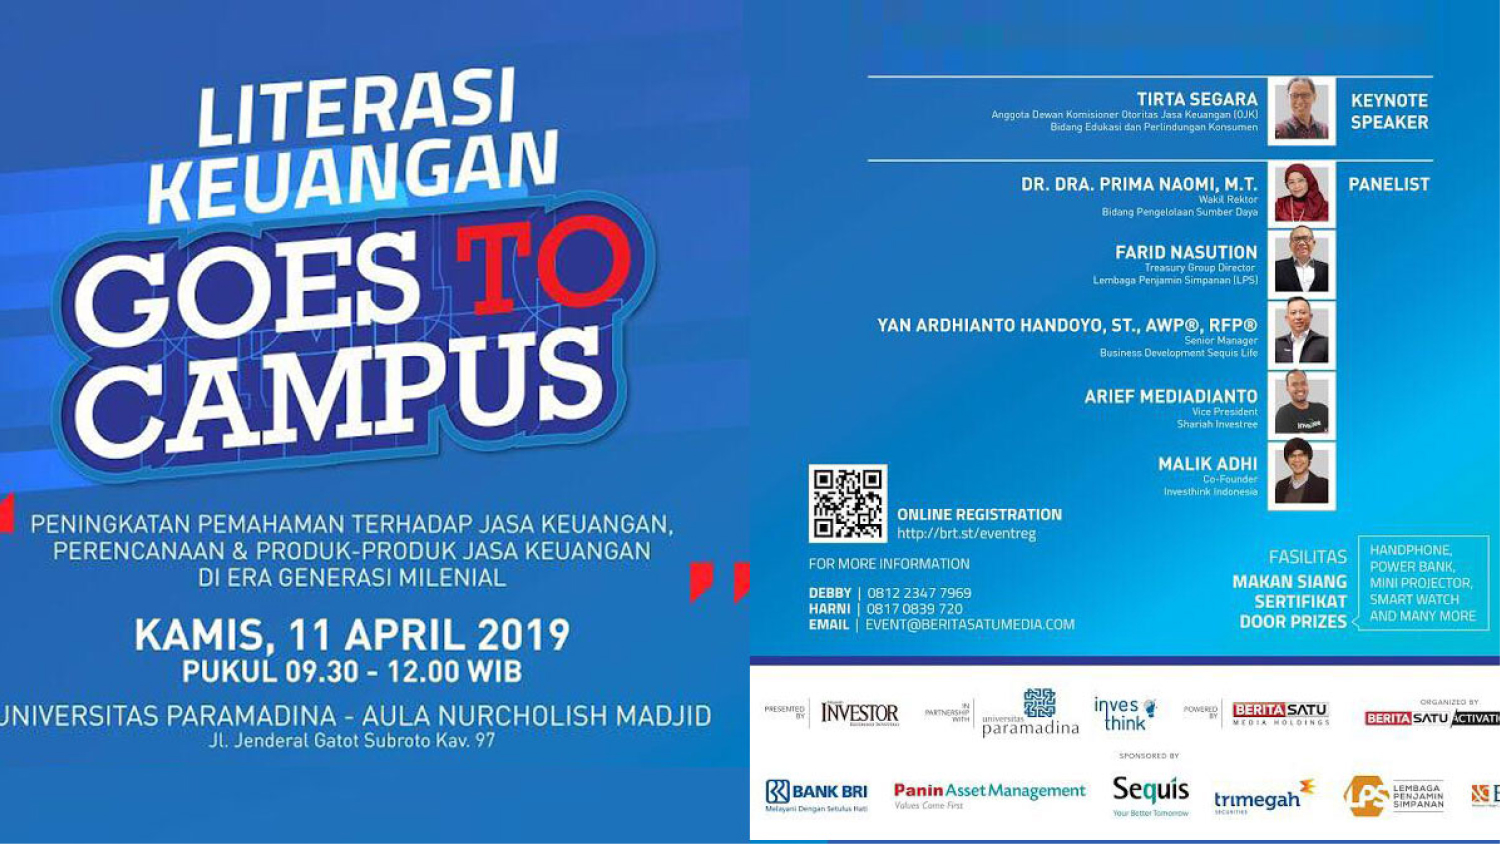 LITERASI
KEUANGAN
GOES TO
CAMPUS
PENINGKATAN PEMAHAMAN TERHADAP JASA KEUANGAN,
PERENCANAAN & PRODUK-PRODUK JASA KEUANGAN
DI ERA GENERASI MILENIAL
KAMIS, 11 APRIL 2019
PUKUL 09.30 - 12.00 WIB
UNIVERSITAS PARAMADINA - AULA NURCHOLISH MADJID
Jl. Jenderal Gatot Subroto Kav. 97
TIRTA SEGARA
Anggota Dewan Komisioner Otoritas Jasa Keuangan (OJK)
Bidang Edukasi dan Perlindungan Konsumen
KEYNOTE
SPEAKER
DR. DRA. PRIMA NAOMI, M.T.
Wakil Rektor
Bidang Pengelolaan Sumber Daya
PANELIST
FARID NASUTION
Treasury Group Director
Lembaga Penjamin Simpanan (LPS)
YAN ARDHIANTO HANDOYO, ST., AWP®, RFP®
Senior Manager
Business Development Sequis Life
ARIEF MEDIADIANTO
Vice President
Shariah Investree
MALIK ADHI
Co-Founder
Investhink Indonesia
ONLINE REGISTRATION
http://brt.st/eventreg
FOR MORE INFORMATION
DEBBY | 0812 2347 7969
HARNI | 0817 0839 720
EMAIL | EVENT@BERITASATUMEDIA.COM
FASILITAS
MAKAN SIANG
SERTIFIKAT
DOOR PRIZES
HANDPHONE,
POWER BANK,
MINI PROJECTOR,
SMART WATCH
AND MANY MORE
PRESENTED
BY
INVESTOR
IN
PARTNERSHIP
WITH
universitas
paramadina
inves
think
POWERED
BY
BERITA SATU
MEDIA HOLDINGS
ORGANIZED BY
BERITA SATU ACTIVATI
SPONSORED BY
BANK BRI
Melayani Dengan Setulus Hati
Panin Asset Management
Values Come First
Sequis
Your Better Tomorrow
trimegah
SECURITIES
LPS
LEMBAGA
PENJAMIN
SIMPANAN